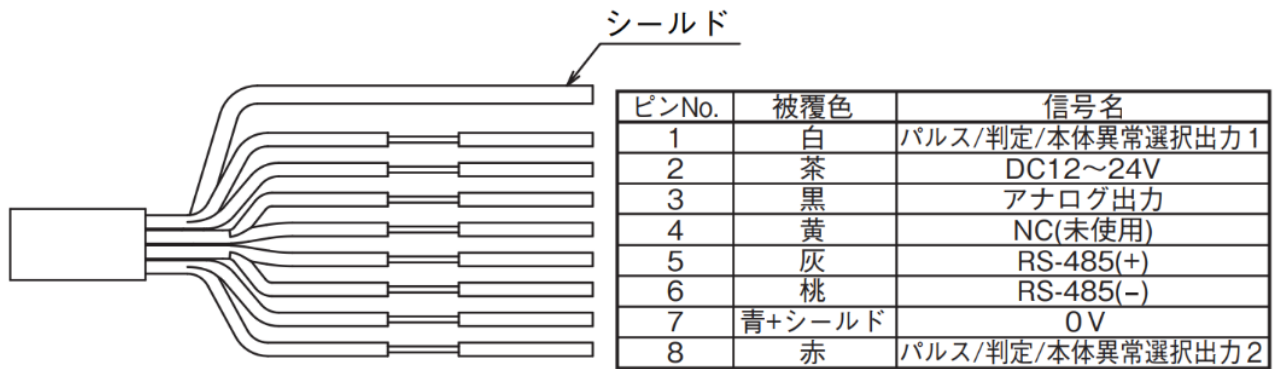 シールド
ピンNo. 被覆色 信号名
1 白 パルス/判定/本体異常選択出力1
2 茶 DC12～24V
3 黒 アナログ出力
4 黄 NC(未使用)
5 灰 RS-485(+)
6 桃 RS-485(−)
7 青+シールド 0V
8 赤 パルス/判定/本体異常選択出力2